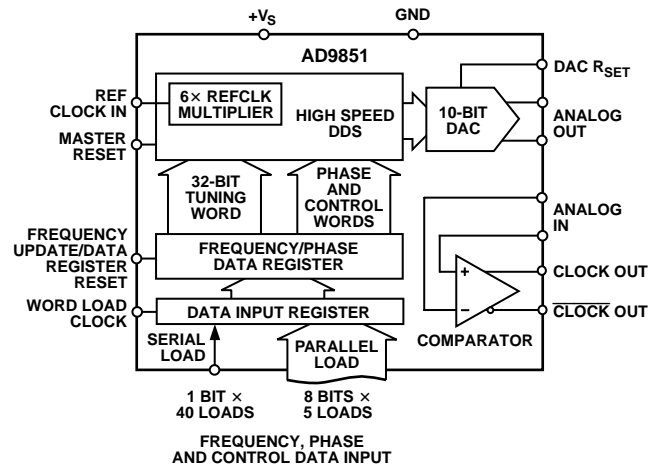 +VS
GND
AD9851
REF
CLOCK IN
6× REFCLK
MULTIPLIER
HIGH SPEED
DDS
10-BIT
DAC
DAC RSET
ANALOG
OUT
MASTER
RESET
32-BIT
TUNING
WORD
PHASE
AND
CONTROL
WORDS
ANALOG
IN
FREQUENCY
UPDATE/DATA
REGISTER
RESET
FREQUENCY/PHASE
DATA REGISTER
+
CLOCK OUT
WORD LOAD
CLOCK
DATA INPUT REGISTER
–
CLOCK OUT
COMPARATOR
SERIAL
LOAD
PARALLEL
LOAD
1 BIT ×
40 LOADS
8 BITS ×
5 LOADS
FREQUENCY, PHASE
AND CONTROL DATA INPUT